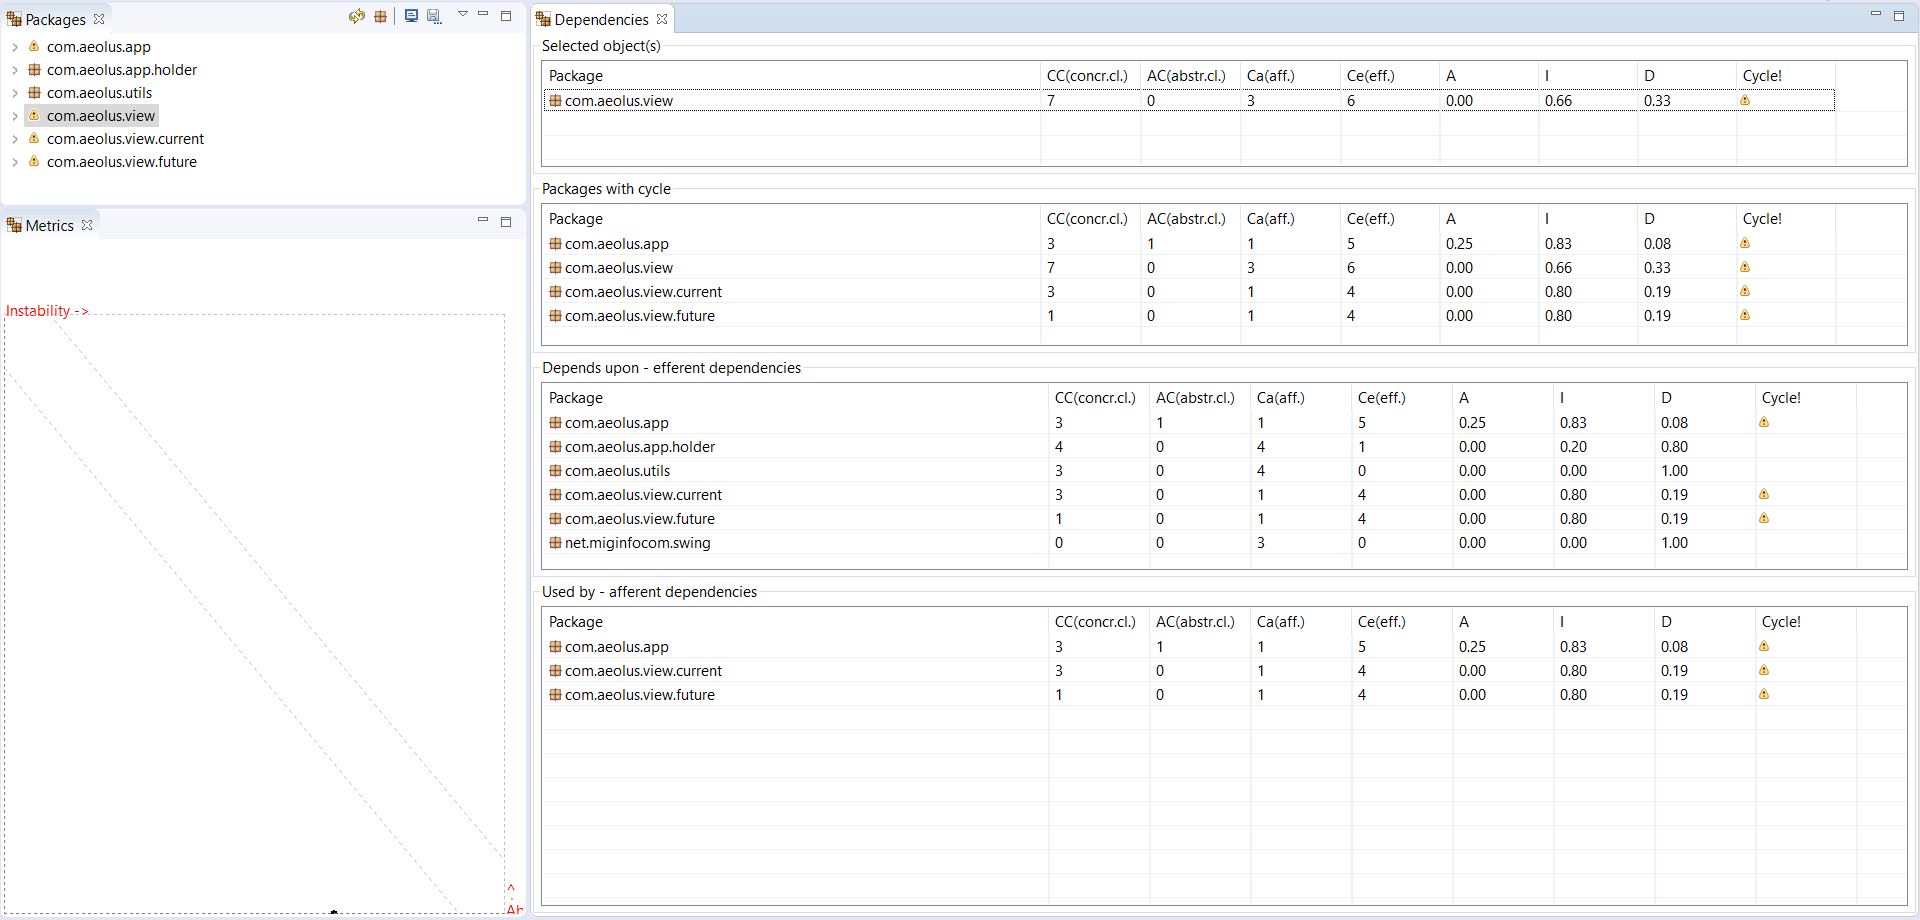 Packages
com.aeolus.app
com.aeolus.app.holder
com.aeolus.utils
com.aeolus.view
com.aeolus.view.current
com.aeolus.view.future
Metrics
Instability ->
^
Dependencies
Selected object(s)
Package CC(concr.cl.) AC(abstr.cl.) Ca(aff.) Ce(eff.) A I D Cycle!
com.aeolus.view 7 0 3 6 0.00 0.66 0.33
Packages with cycle
Package CC(concr.cl.) AC(abstr.cl.) Ca(aff.) Ce(eff.) A I D Cycle!
com.aeolus.app 3 1 1 5 0.25 0.83 0.08
com.aeolus.view 7 0 3 6 0.00 0.66 0.33
com.aeolus.view.current 3 0 1 4 0.00 0.80 0.19
com.aeolus.view.future 1 0 1 4 0.00 0.80 0.19
Depends upon - efferent dependencies
Package CC(concr.cl.) AC(abstr.cl.) Ca(aff.) Ce(eff.) A I D Cycle!
com.aeolus.app 3 1 1 5 0.25 0.83 0.08
com.aeolus.app.holder 4 0 4 1 0.00 0.20 0.80
com.aeolus.utils 3 0 4 0 0.00 0.00 1.00
com.aeolus.view.current 3 0 1 4 0.00 0.80 0.19
com.aeolus.view.future 1 0 1 4 0.00 0.80 0.19
net.miginfocom.swing 0 0 3 0 0.00 0.00 1.00
Used by - afferent dependencies
Package CC(concr.cl.) AC(abstr.cl.) Ca(aff.) Ce(eff.) A I D Cycle!
com.aeolus.app 3 1 1 5 0.25 0.83 0.08
com.aeolus.view.current 3 0 1 4 0.00 0.80 0.19
com.aeolus.view.future 1 0 1 4 0.00 0.80 0.19